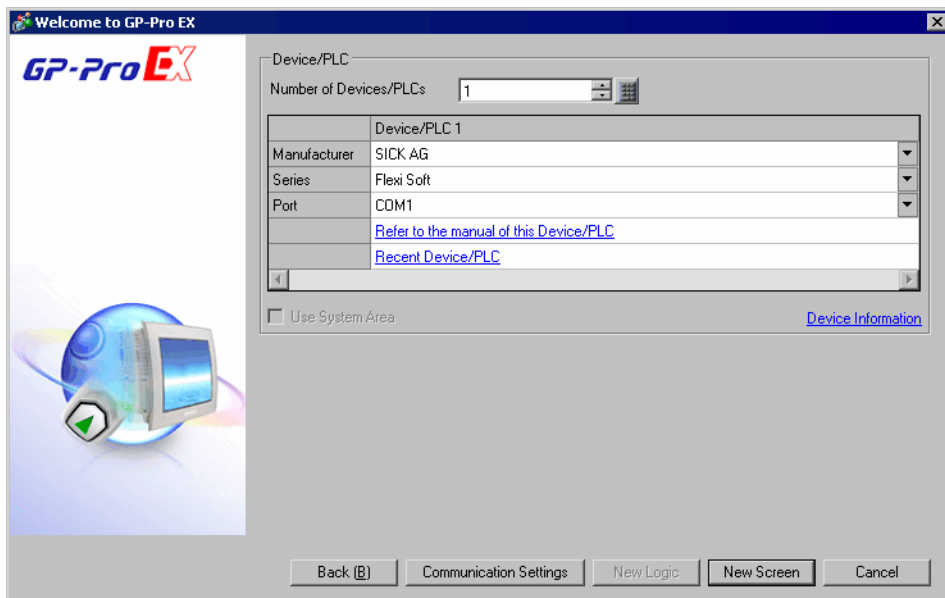 Welcome to GP-Pro EX
GP-Pro EX
Device/PLC
Number of Devices/PLCs 1
Device/PLC 1
Manufacturer SICK AG
Series Flexi Soft
Port COM1
Refer to the manual of this Device/PLC
Recent Device/PLC
Use System Area Device Information
Back (B) Communication Settings New Logic New Screen Cancel